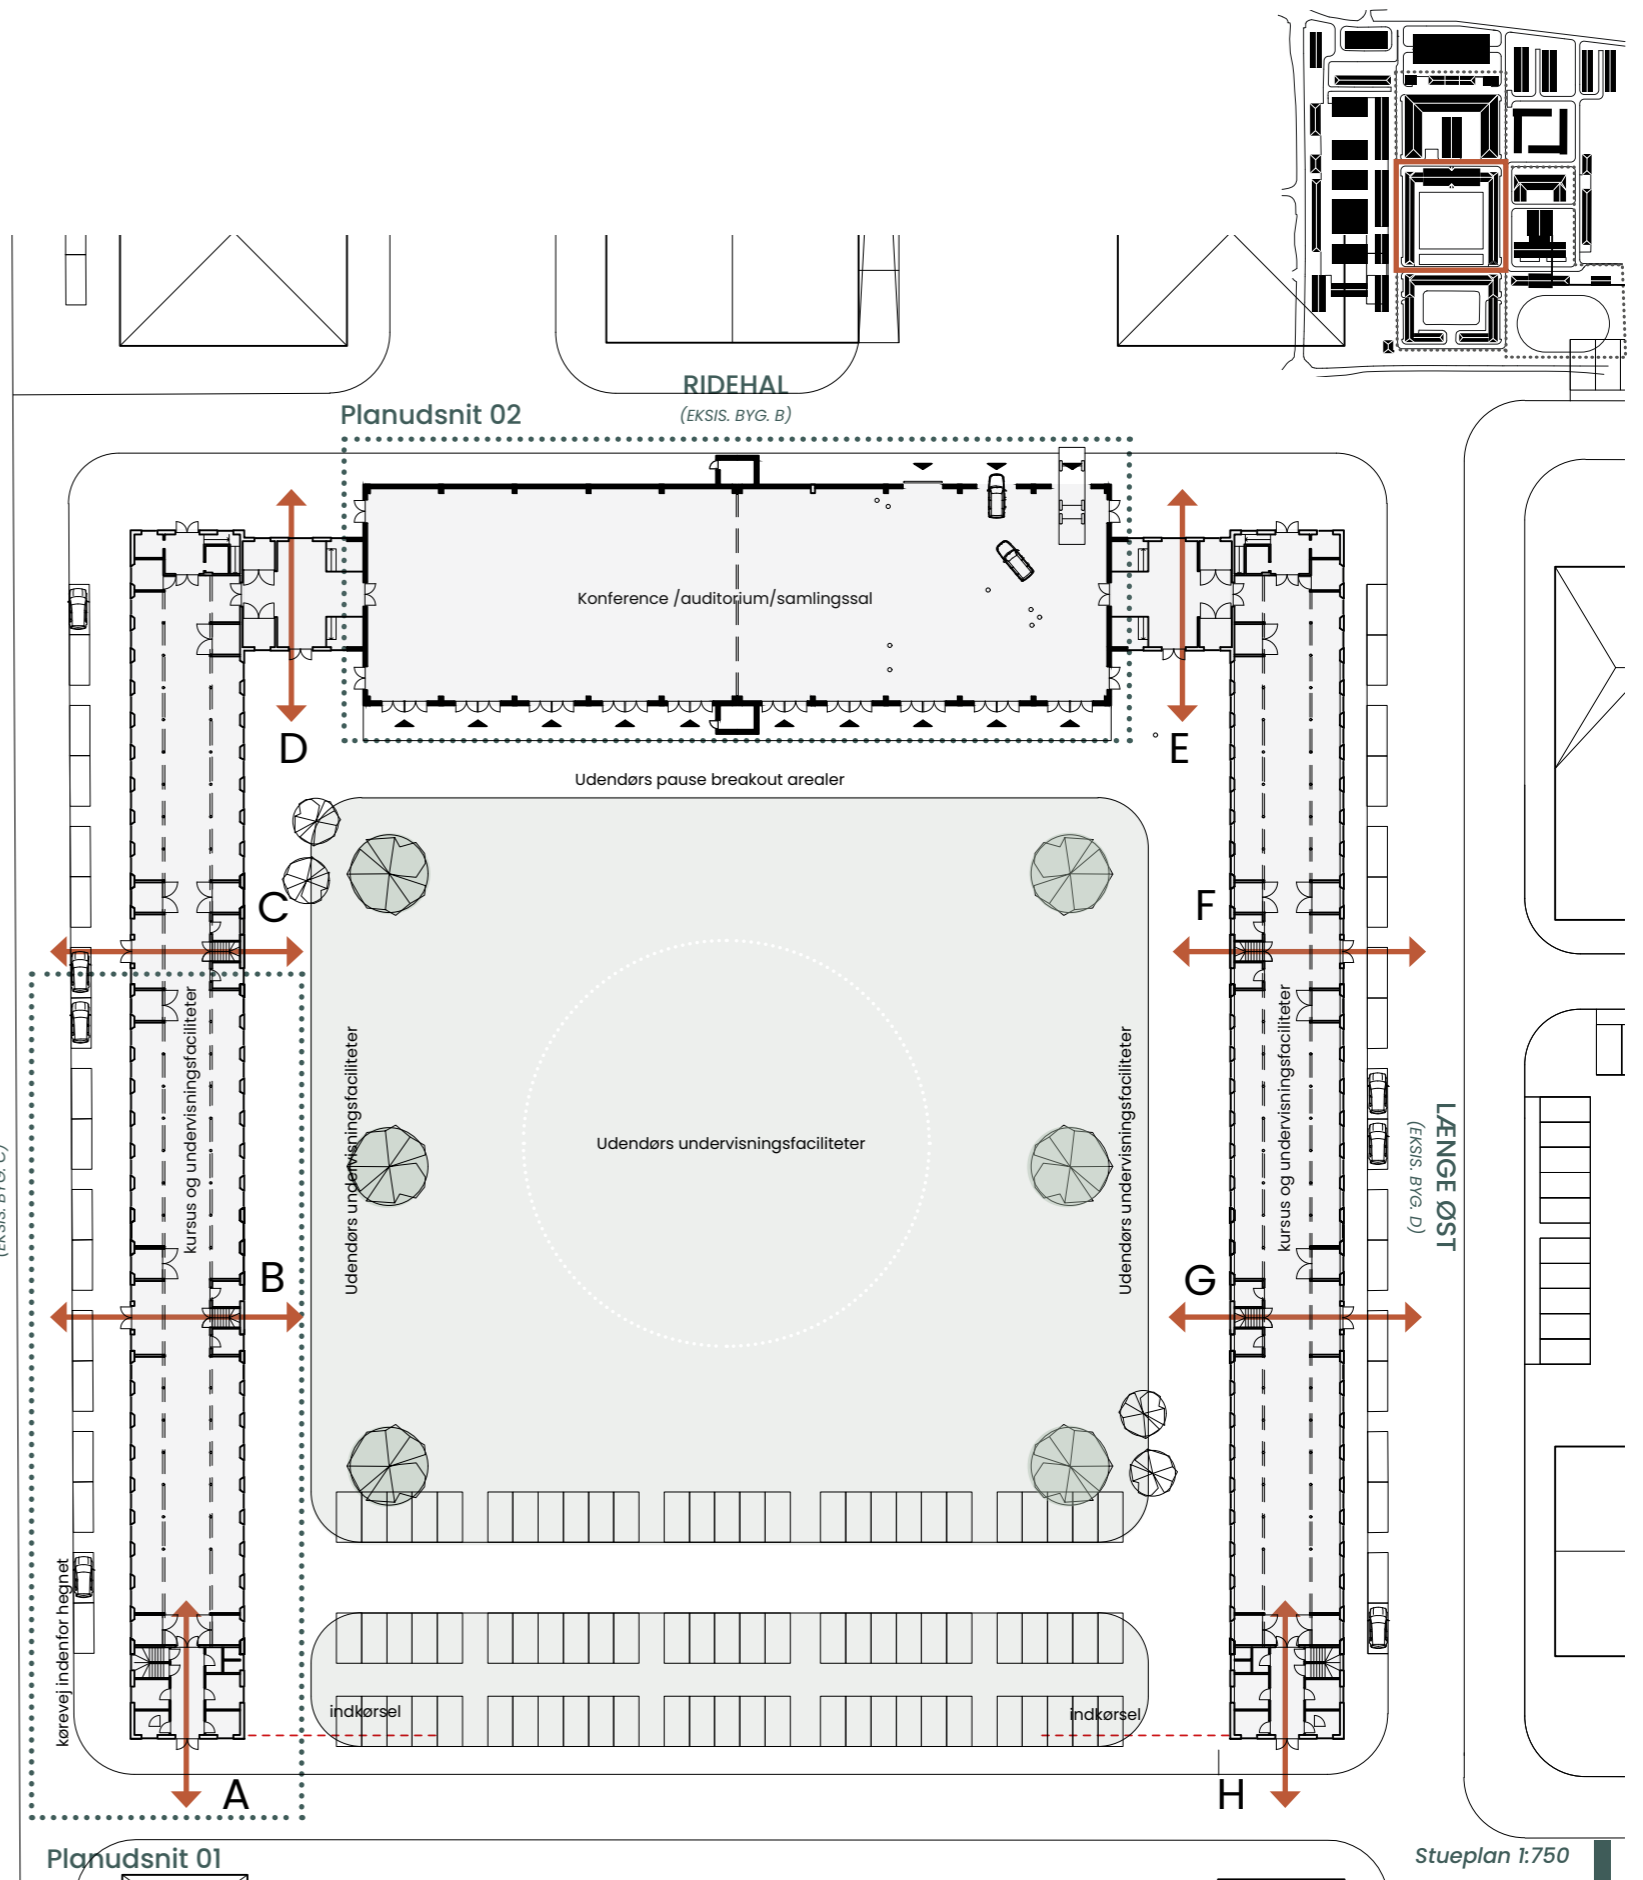 RIDEHAL
(EKSIS. BYG. B)
Planudsnit 02
Konference /auditorium/samlingssal
D
E
Udendørs pause breakout arealer
C
F
kursus og undervisningsfaciliteter
Udendørs undervisningsfaciliteter
Udendørs undervisningsfaciliteter
Udendørs undervisningsfaciliteter
kursus og undervisningsfaciliteter
LÆNGE ØST
(EKSIS. BYG. D)
(EKSIS. BYG. C)
B
G
kørevej indenfor hegnet
indkørsel
indkørsel
A
H
Planudsnit 01
Stueplan 1:750